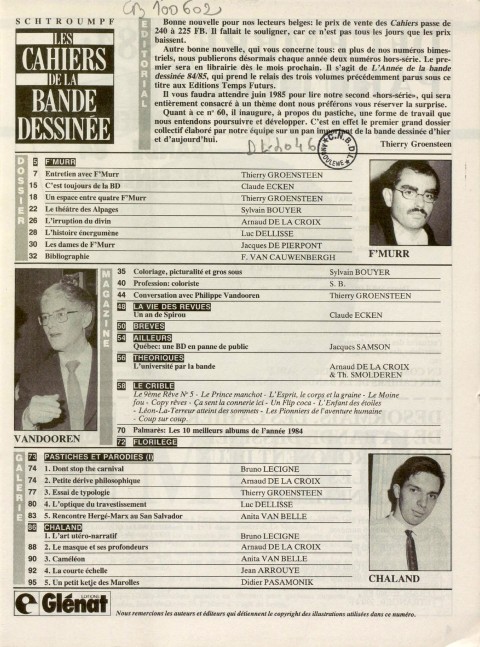 CB 100602
SCHTROUMPF
LES
CAHIERS
DE LA
BANDE
DESSINÉE
EDITORIAL
Bonne nouvelle pour nos lecteurs belges: le prix de vente des Cahiers passe de
240 à 225 FB. Il fallait le souligner, car ce n'est pas tous les jours que les prix
baissent.
Autre bonne nouvelle, qui vous concerne tous: en plus de nos numéros bimes-
triels, nous publierons désormais chaque année deux numéros hors-série. Le pre-
mier sera en librairie dès le mois prochain. Il s'agit de L'Année de la bande
dessinée 84/85, qui prend le relais des trois volumes précédemment parus sous ce
titre aux Editions Temps Futurs.
Il vous faudra attendre juin 1985 pour lire notre second «hors-série», qui sera
entièrement consacré à un thème dont nous préférons vous réserver la surprise.
Quant à ce n° 60, il inaugure, à propos du pastiche, une forme de travail que
nous entendons poursuivre et développer. C'est en effet le premier grand dossier
collectif élaboré par notre équipe sur un pan important de la bande dessinée d'hier
et d'aujourd'hui.
Thierry Groensteen
DL 2046
C.N.B.D.I.
ANGOULEME
DOSSIER
6 F'MURR
7 Entretien avec F'Murr Thierry GROENSTEEN
15 C'est toujours de la BD Claude ECKEN
18 Un espace entre quatre F'Murr Thierry GROENSTEEN
22 Le théâtre des Alpages Sylvain BOUYER
26 L'irruption du divin Arnaud DE LA CROIX
28 L'histoire énergumène Luc DELLISSE
30 Les dames de F'Murr Jacques DE PIERPONT
32 Bibliographie F. VAN CAUWENBERGH
F'MURR
MAGAZINE
35 Coloriage, picturalité et gros sous Sylvain BOUYER
40 Profession: coloriste S. B.
44 Conversation avec Philippe Vandooren Thierry GROENSTEEN
48 LA VIE DES REVUES
Un an de Spirou Claude ECKEN
50 BREVES
54 AILLEURS
Québec: une BD en panne de public Jacques SAMSON
56 THEORIQUES
L'université par la bande Arnaud DE LA CROIX
& Th. SMOLDEREN
58 LE CRIBLE
Le 9ème Rêve N° 5 - Le Prince manchot - L'Esprit, le corps et la graine - Le Moine
fou - Copy rêves - Ça sent la connerie ici - Un Flip coca - L'Enfant des étoiles
- Léon-La-Terreur atteint des sommets - Les Pionniers de l'aventure humaine
- Coup sur coup.
70 Palmarès: Les 10 meilleurs albums de l'année 1984
72 FLORILEGE
VANDOOREN
GALERIE
73 PASTICHES ET PARODIES (I)
74 1. Dont stop the carnival Bruno LECIGNE
74 2. Petite dérive philosophique Arnaud DE LA CROIX
77 3. Essai de typologie Thierry GROENSTEEN
80 4. L'optique du travestissement Luc DELLISSE
83 5. Rencontre Hergé-Marx au San Salvador Anita VAN BELLE
86 CHALAND
1. L'art utéro-narratif Bruno LECIGNE
88 2. Le masque et ses profondeurs Arnaud DE LA CROIX
90 3. Caméléon Anita VAN BELLE
92 4. La courte échelle Jean ARROUYE
95 5. Un petit ketje des Marolles Didier PASAMONIK
CHALAND
EDITIONS
Glénat
Nous remercions les auteurs et éditeurs qui détiennent le copyright des illustrations utilisées dans ce numéro.